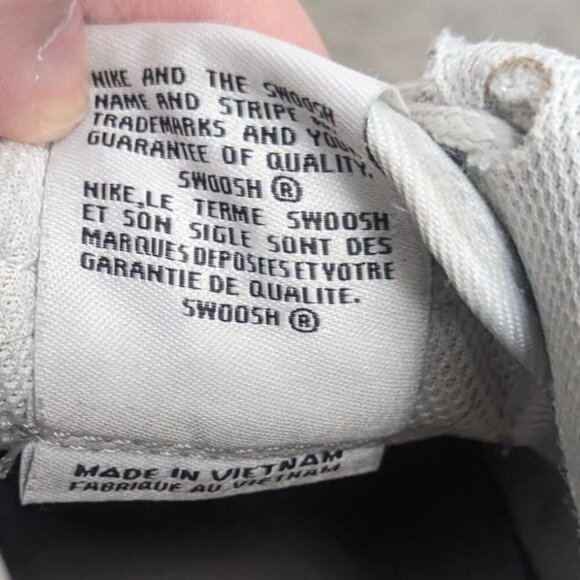 NIKE AND THE SWOOSH
NAME AND STRIPE
TRADEMARKS AND YOUR
GUARANTEE OF QUALITY.
SWOOSH ®
NIKE, LE TERME SWOOSH
ET SON SIGLE SONT DES
MARQUES DEPOSEES ET VOTRE
GARANTIE DE QUALITE.
SWOOSH ®
MADE IN VIETNAM
FABRIQUE AU VIETNAM